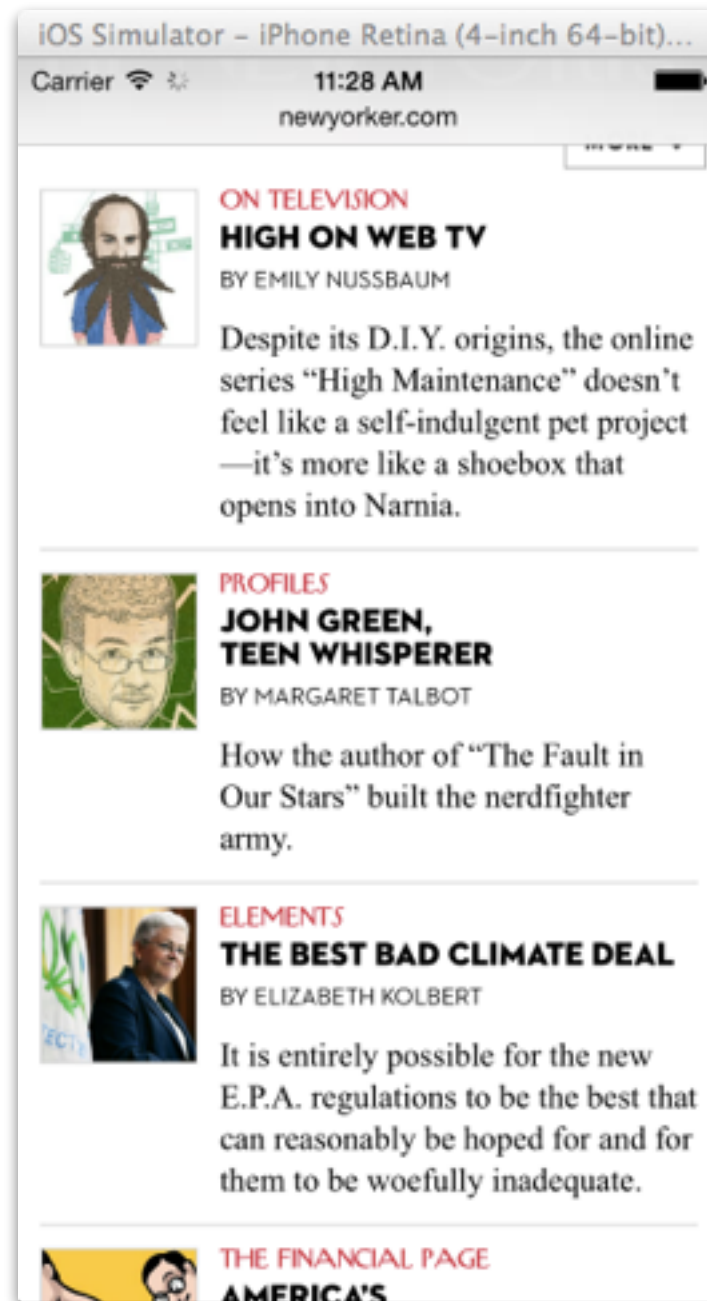 iOS Simulator – iPhone Retina (4-inch 64-bit)...
Carrier 11:28 AM
newyorker.com
MORE
ON TELEVISION
HIGH ON WEB TV
BY EMILY NUSSBAUM
Despite its D.I.Y. origins, the online
series “High Maintenance” doesn’t
feel like a self-indulgent pet project
—it’s more like a shoebox that
opens into Narnia.
PROFILES
JOHN GREEN,
TEEN WHISPERER
BY MARGARET TALBOT
How the author of “The Fault in
Our Stars” built the nerdfighter
army.
ELEMENTS
THE BEST BAD CLIMATE DEAL
BY ELIZABETH KOLBERT
It is entirely possible for the new
E.P.A. regulations to be the best that
can reasonably be hoped for and for
them to be woefully inadequate.
THE FINANCIAL PAGE
AMERICA’S